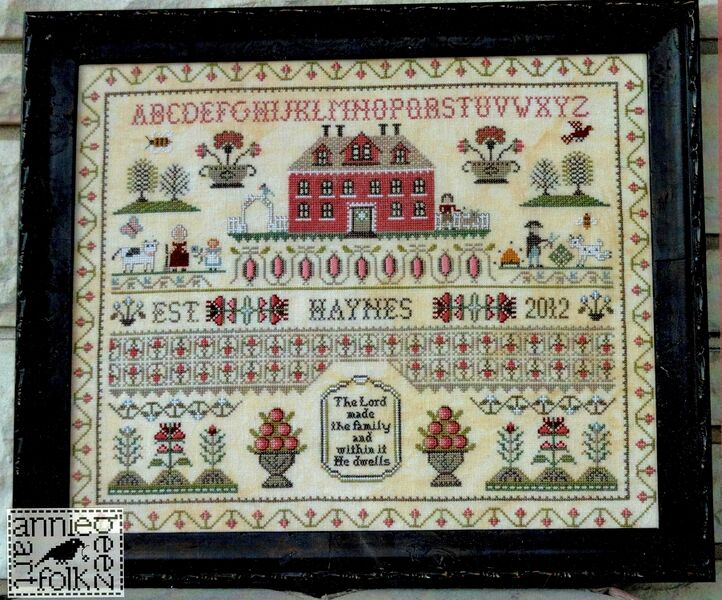 ABCDEFGHIJKLMNOPQRSTUVWXYZ
EST. HAYNES 2012
The Lord
made
the family
and
within it
He dwells
annie beez
art folk